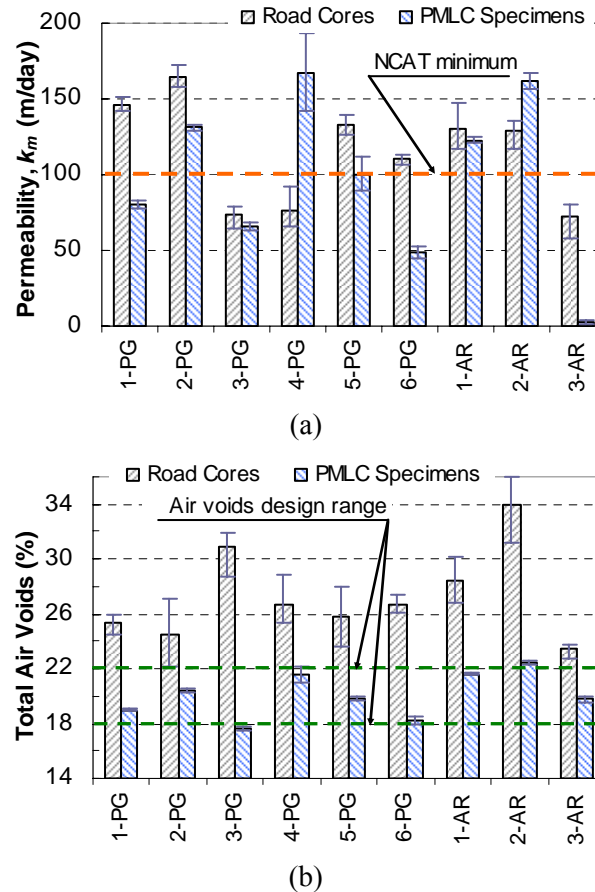 Road Cores PMLC Specimens
NCAT minimum
Permeability, km (m/day)
200
150
100
50
0
1-PG 2-PG 3-PG 4-PG 5-PG 6-PG 1-AR 2-AR 3-AR
(a)
Road Cores PMLC Specimens
Air voids design range
Total Air Voids (%)
34
30
26
22
18
14
1-PG 2-PG 3-PG 4-PG 5-PG 6-PG 1-AR 2-AR 3-AR
(b)